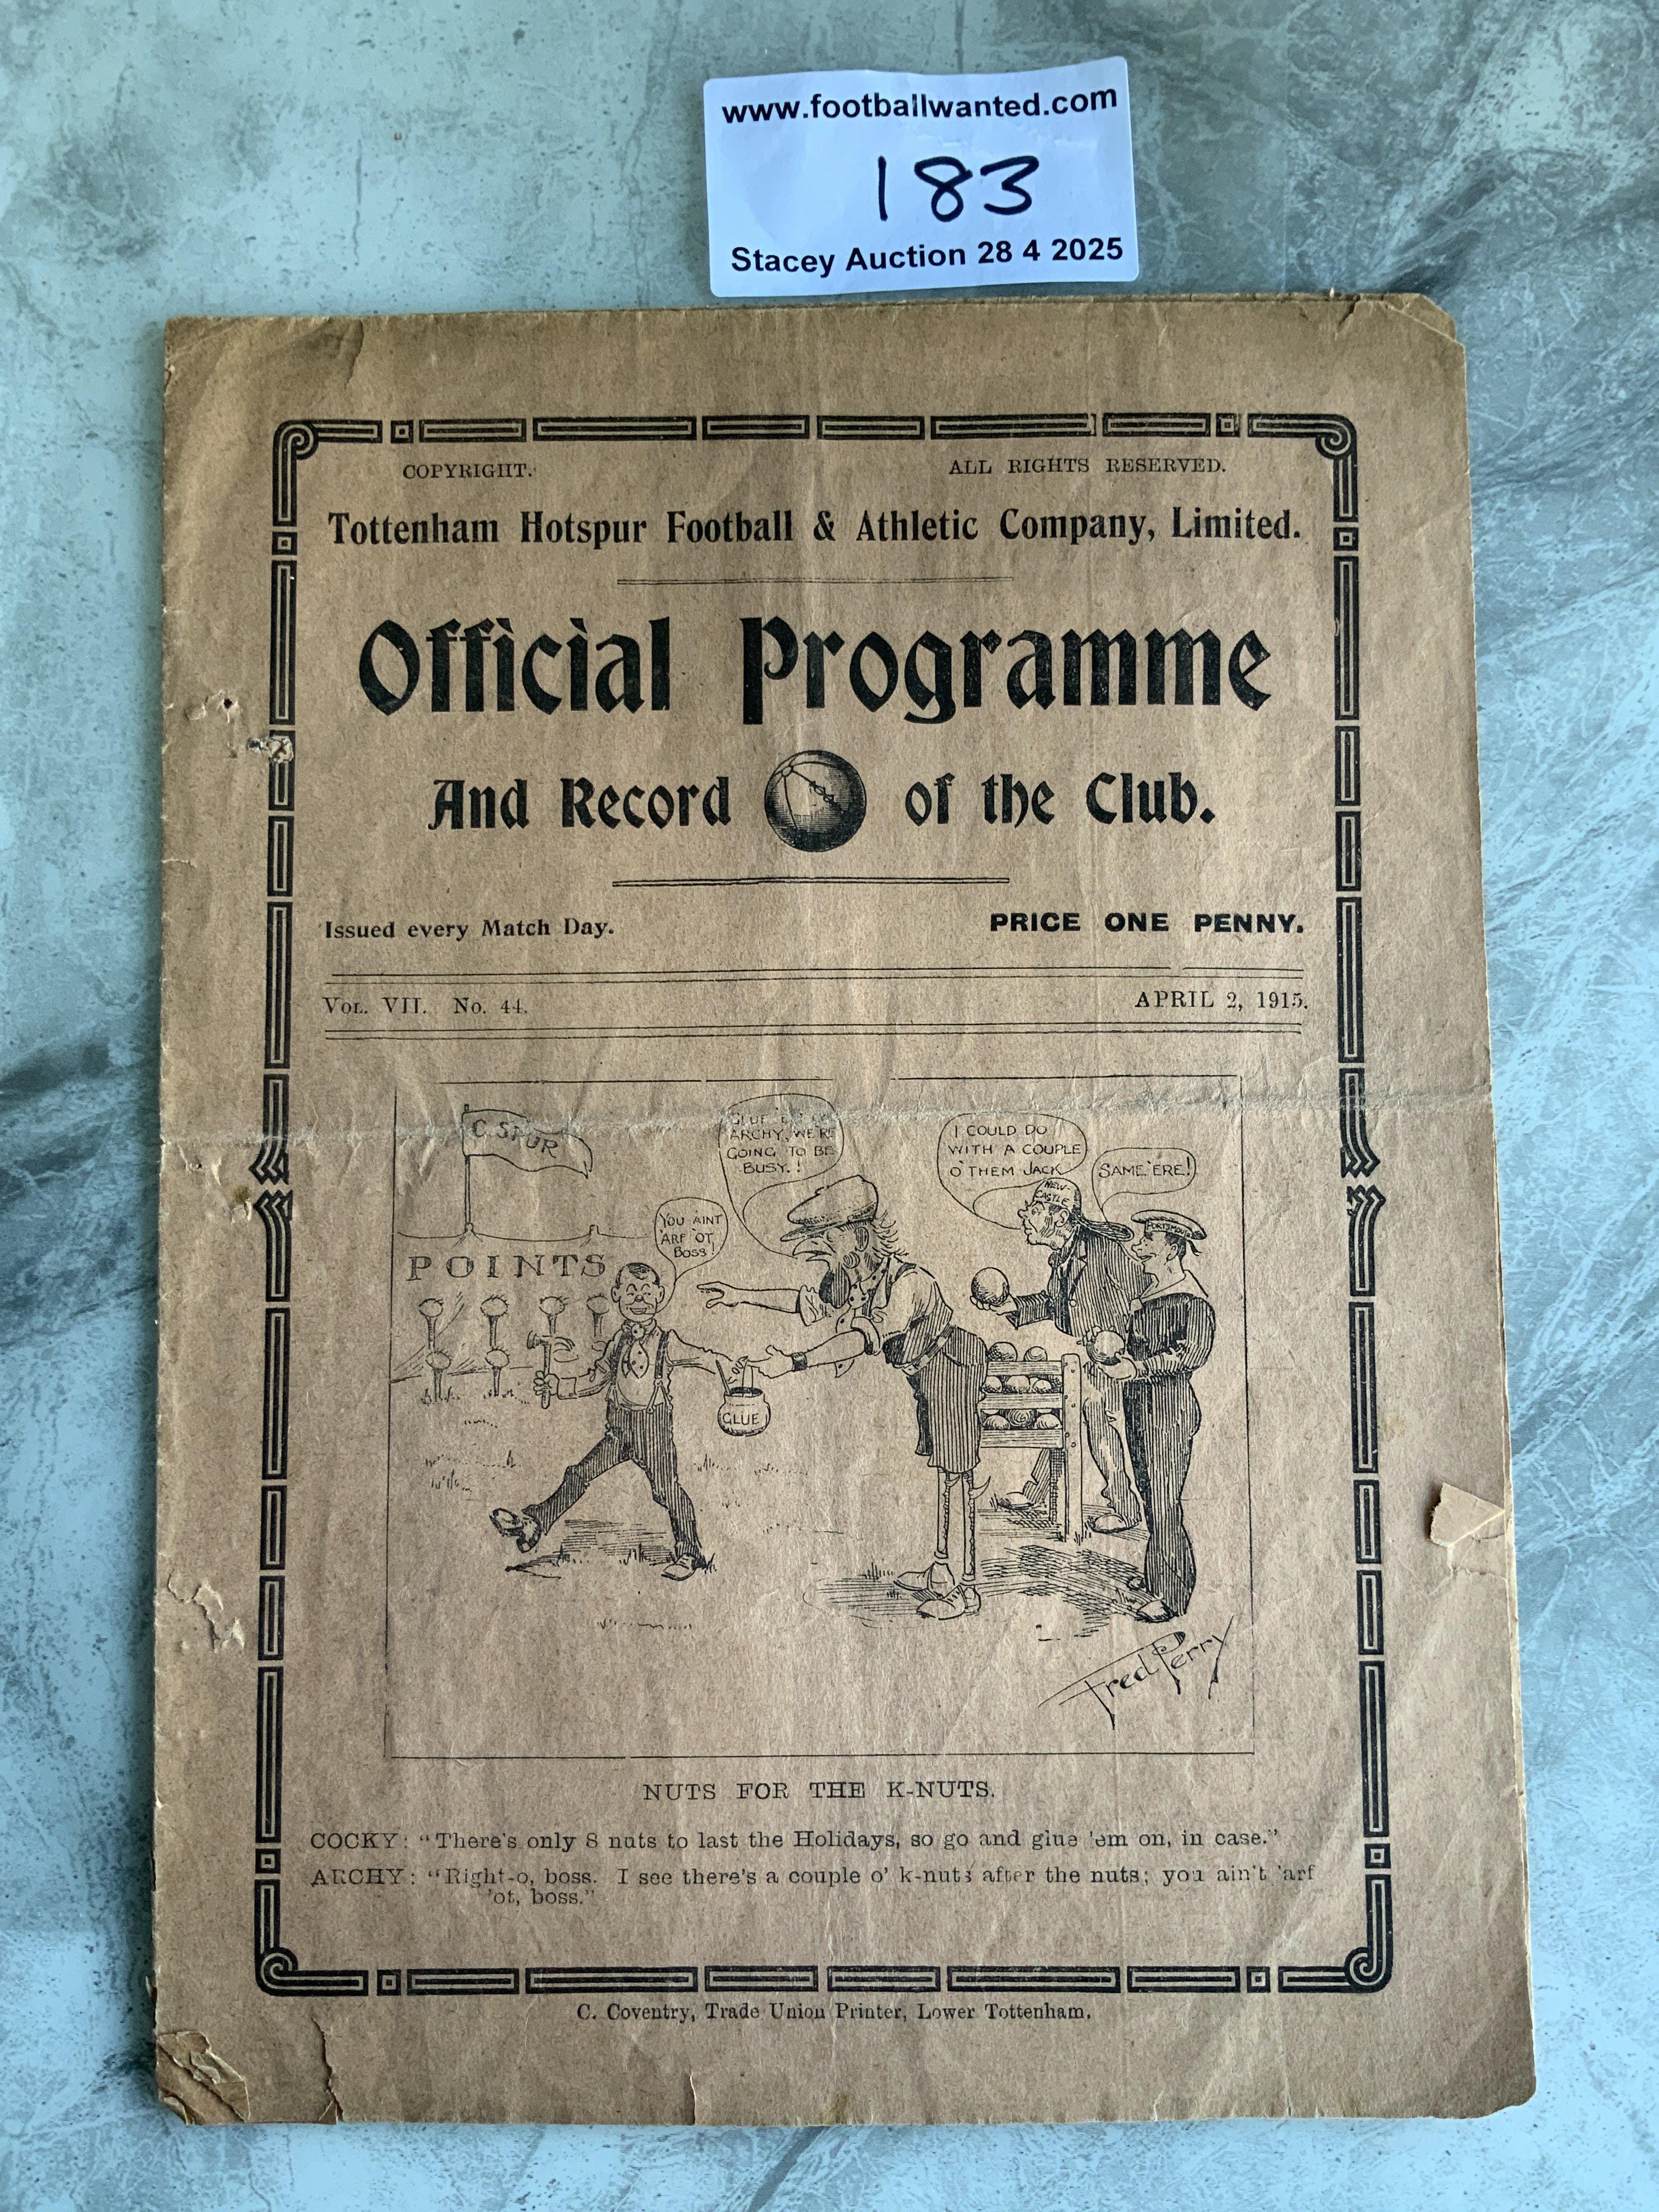 www.footballwanted.com
183
Stacey Auction 28 4 2025
COPYRIGHT.
ALL RIGHTS RESERVED.
Tottenham Hotspur Football & Athletic Company, Limited.
Official Programme
And Record of the Club.
Issued every Match Day.
PRICE ONE PENNY.
VOL. VII. No. 44.
APRIL 2, 1915.
C SPUR
GLUE
ARCHY, WE'RE
GOING TO BE
BUSY.!
I COULD DO
WITH A COUPLE
O' THEM JACK
SAME 'ERE!
NEW-
CASTLE
PORTSMOUTH
YOU AINT
'ARF 'OT,
BOSS!
POINTS
GLUE
Fred Perry
NUTS FOR THE K-NUTS.
COCKY: "There's only 8 nuts to last the Holidays, so go and glue 'em on, in case."
ARCHY: "Right-o, boss. I see there's a couple o' k-nuts after the nuts; you ain't 'arf
'ot, boss."
C. Coventry, Trade Union Printer, Lower Tottenham.